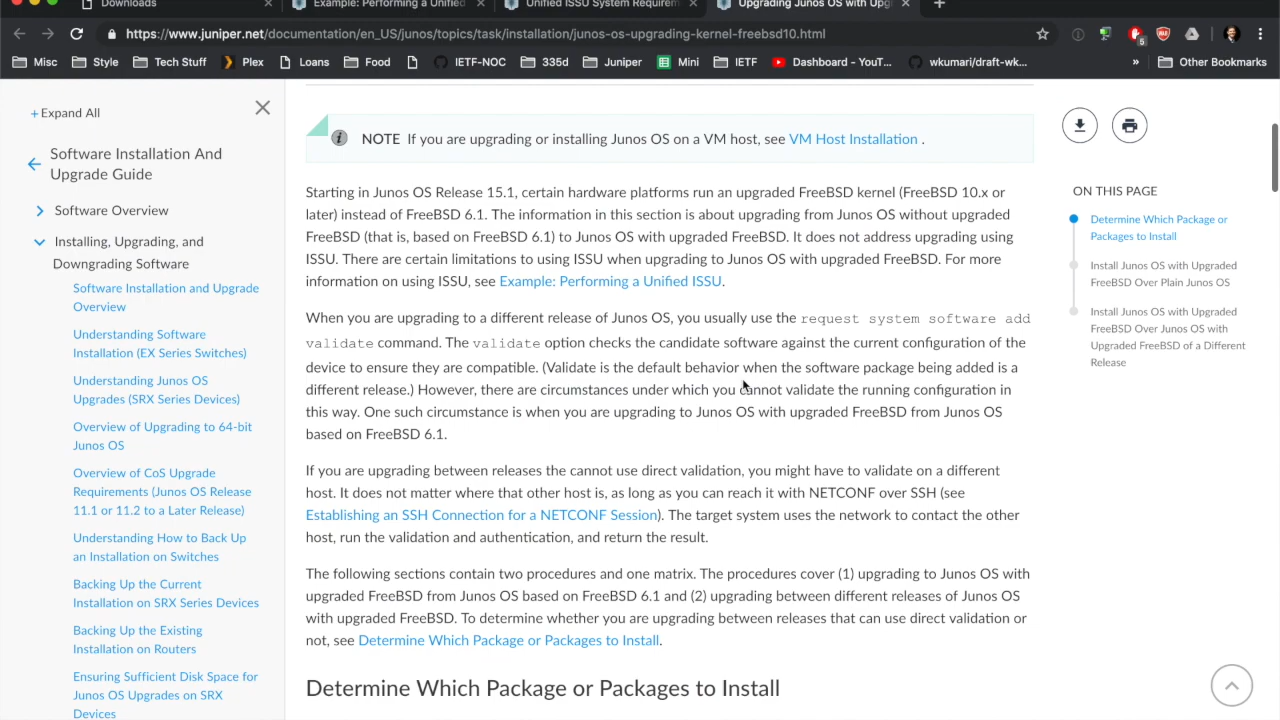 Downloads
Example: Performing a Unified
Unified ISSU System Requirem
Upgrading Junos OS with Upg
https://www.juniper.net/documentation/en_US/junos/topics/task/installation/junos-os-upgrading-kernel-freebsd10.html
5
Misc
Style
Tech Stuff
Plex
Loans
Food
IETF-NOC
335d
Juniper
Mini
IETF
Dashboard - YouT...
wkumari/draft-wk...
»
Other Bookmarks
+ Expand All
Software Installation And
Upgrade Guide
Software Overview
Installing, Upgrading, and
Downgrading Software
Software Installation and Upgrade
Overview
Understanding Software
Installation (EX Series Switches)
Understanding Junos OS
Upgrades (SRX Series Devices)
Overview of Upgrading to 64-bit
Junos OS
Overview of CoS Upgrade
Requirements (Junos OS Release
11.1 or 11.2 to a Later Release)
Understanding How to Back Up
an Installation on Switches
Backing Up the Current
Installation on SRX Series Devices
Backing Up the Existing
Installation on Routers
Ensuring Sufficient Disk Space for
Junos OS Upgrades on SRX
Devices
NOTE If you are upgrading or installing Junos OS on a VM host, see VM Host Installation .
Starting in Junos OS Release 15.1, certain hardware platforms run an upgraded FreeBSD kernel (FreeBSD 10.x or
later) instead of FreeBSD 6.1. The information in this section is about upgrading from Junos OS without upgraded
FreeBSD (that is, based on FreeBSD 6.1) to Junos OS with upgraded FreeBSD. It does not address upgrading using
ISSU. There are certain limitations to using ISSU when upgrading to Junos OS with upgraded FreeBSD. For more
information on using ISSU, see Example: Performing a Unified ISSU.
When you are upgrading to a different release of Junos OS, you usually use the request system software add
validate command. The validate option checks the candidate software against the current configuration of the
device to ensure they are compatible. (Validate is the default behavior when the software package being added is a
different release.) However, there are circumstances under which you cannot validate the running configuration in
this way. One such circumstance is when you are upgrading to Junos OS with upgraded FreeBSD from Junos OS
based on FreeBSD 6.1.
If you are upgrading between releases the cannot use direct validation, you might have to validate on a different
host. It does not matter where that other host is, as long as you can reach it with NETCONF over SSH (see
Establishing an SSH Connection for a NETCONF Session). The target system uses the network to contact the other
host, run the validation and authentication, and return the result.
The following sections contain two procedures and one matrix. The procedures cover (1) upgrading to Junos OS with
upgraded FreeBSD from Junos OS based on FreeBSD 6.1 and (2) upgrading between different releases of Junos OS
with upgraded FreeBSD. To determine whether you are upgrading between releases that can use direct validation or
not, see Determine Which Package or Packages to Install.
Determine Which Package or Packages to Install
ON THIS PAGE
Determine Which Package or
Packages to Install
Install Junos OS with Upgraded
FreeBSD Over Plain Junos OS
Install Junos OS with Upgraded
FreeBSD Over Junos OS with
Upgraded FreeBSD of a Different
Release